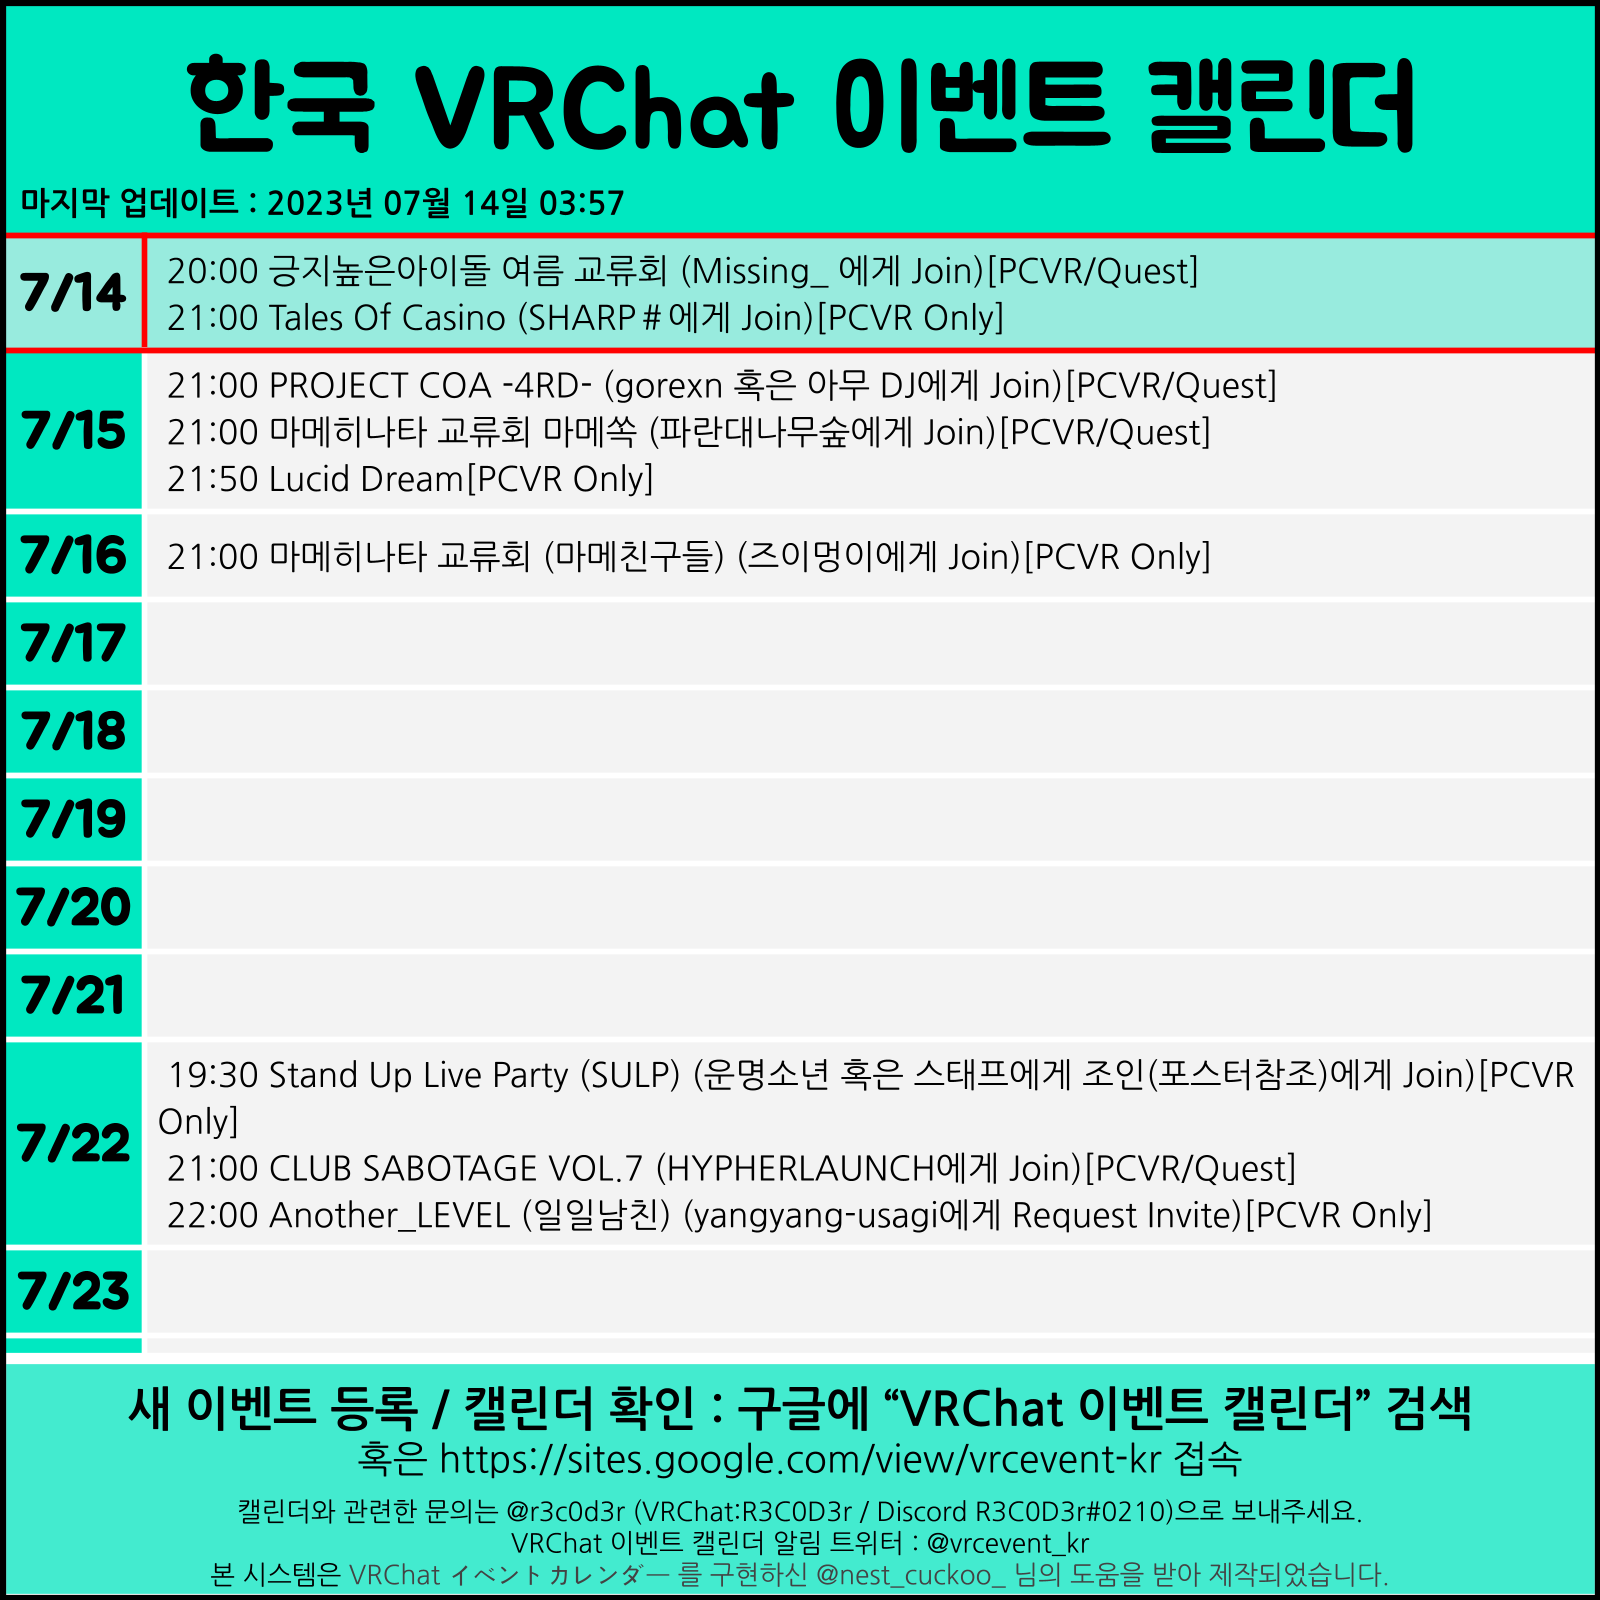 한국 VRChat 이벤트 캘린더
마지막 업데이트 : 2023년 07월 14일 03:57
7/14
20:00 긍지높은아이돌 여름 교류회 (Missing_ 에게 Join)[PCVR/Quest]
21:00 Tales Of Casino (SHARP＃에게 Join)[PCVR Only]
7/15
21:00 PROJECT COA -4RD- (gorexn 혹은 아무 DJ에게 Join)[PCVR/Quest]
21:00 마메히나타 교류회 마메쏙 (파란대나무숲에게 Join)[PCVR/Quest]
21:50 Lucid Dream[PCVR Only]
7/16
21:00 마메히나타 교류회 (마메친구들) (즈이멍이에게 Join)[PCVR Only]
7/17
7/18
7/19
7/20
7/21
7/22
19:30 Stand Up Live Party (SULP) (운명소년 혹은 스태프에게 조인(포스터참조)에게 Join)[PCVR
Only]
21:00 CLUB SABOTAGE VOL.7 (HYPHERLAUNCH에게 Join)[PCVR/Quest]
22:00 Another_LEVEL (일일남친) (yangyang-usagi에게 Request Invite)[PCVR Only]
7/23
새 이벤트 등록 / 캘린더 확인 : 구글에 “VRChat 이벤트 캘린더” 검색
혹은 https://sites.google.com/view/vrcevent-kr 접속
캘린더와 관련한 문의는 @r3c0d3r (VRChat:R3C0D3r / Discord R3C0D3r#0210)으로 보내주세요.
VRChat 이벤트 캘린더 알림 트위터 : @vrcevent_kr
본 시스템은 VRChat イベントカレンダー 를 구현하신 @nest_cuckoo_ 님의 도움을 받아 제작되었습니다.